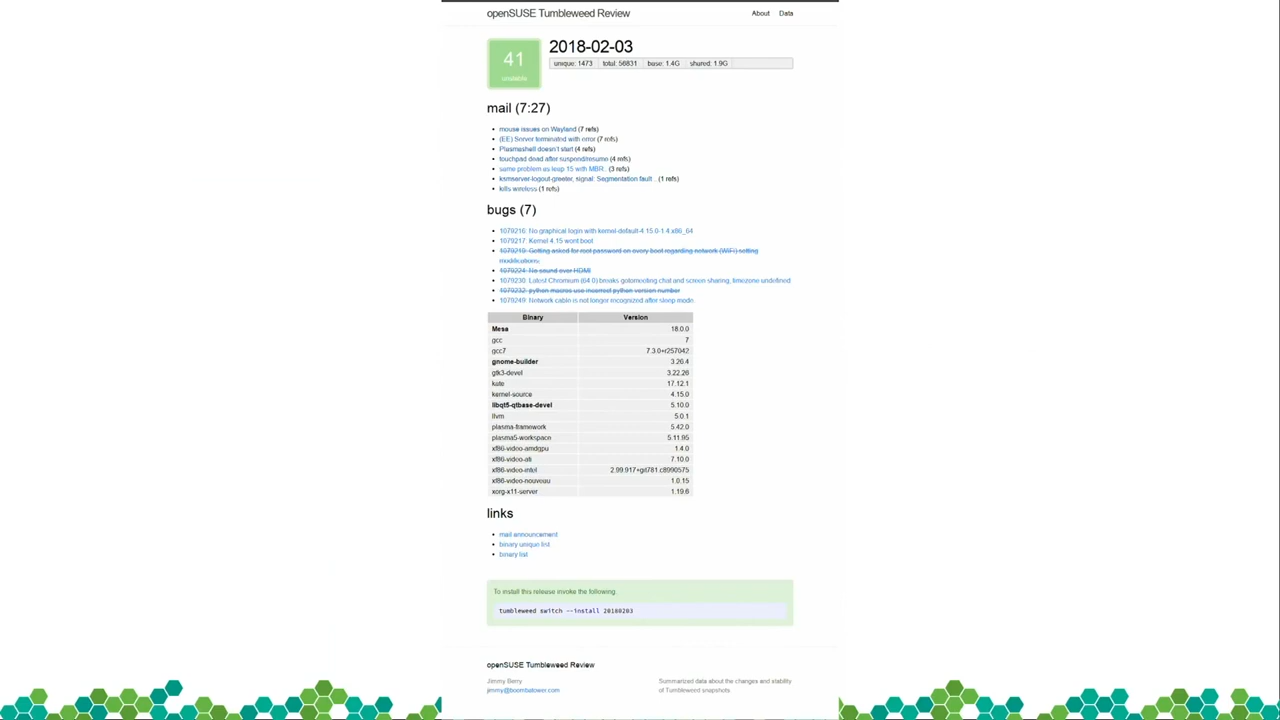 openSUSE Tumbleweed Review
About Data
41
unstable
2018-02-03
unique: 1473 total: 56831 base: 1.4G shared: 1.9G
mail (7:27)
mouse issues on Wayland (7 refs)
(EE) Server terminated with error (7 refs)
Plasmashell doesn't start (4 refs)
touchpad dead after suspend/resume (4 refs)
same problem as leap 15 with MBR.. (3 refs)
ksmserver-logout-greeter, signal: Segmentation fault .. (1 refs)
kills wireless (1 refs)
bugs (7)
1079216: No graphical login with kernel-default-4.15.0-1.4.x86_64
1079217: Kernel 4.15 wont boot
1079219: Getting asked for root password on every boot regarding network (WiFi) setting
modifications;
1079224: No sound over HDMI
1079230: Latest Chromium (64.0) breaks gotomeeting chat and screen sharing, timezone undefined
1079232: python macros use incorrect python version number
1079249: Network cable is not longer recognized after sleep mode.
Binary Version
Mesa 18.0.0
gcc 7
gcc7 7.3.0+r257042
gnome-builder 3.26.4
gtk3-devel 3.22.26
kate 17.12.1
kernel-source 4.15.0
libqt5-qtbase-devel 5.10.0
llvm 5.0.1
plasma-framework 5.42.0
plasma5-workspace 5.11.95
xf86-video-amdgpu 1.4.0
xf86-video-ati 7.10.0
xf86-video-intel 2.99.917+git781.c8990575
xf86-video-nouveau 1.0.15
xorg-x11-server 1.19.6
links
mail announcement
binary unique list
binary list
To install this release invoke the following.
tumbleweed switch --install 20180203
openSUSE Tumbleweed Review
Jimmy Berry
jimmy@boombatower.com
Summarized data about the changes and stability
of Tumbleweed snapshots